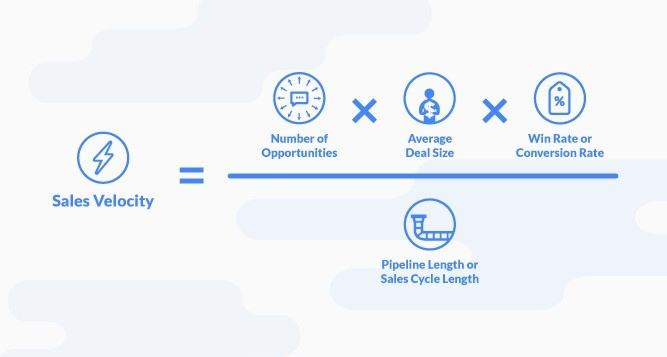 Number of
Opportunities
Average
Deal Size
Win Rate or
Conversion Rate
Sales Velocity
=
Pipeline Length or
Sales Cycle Length
%